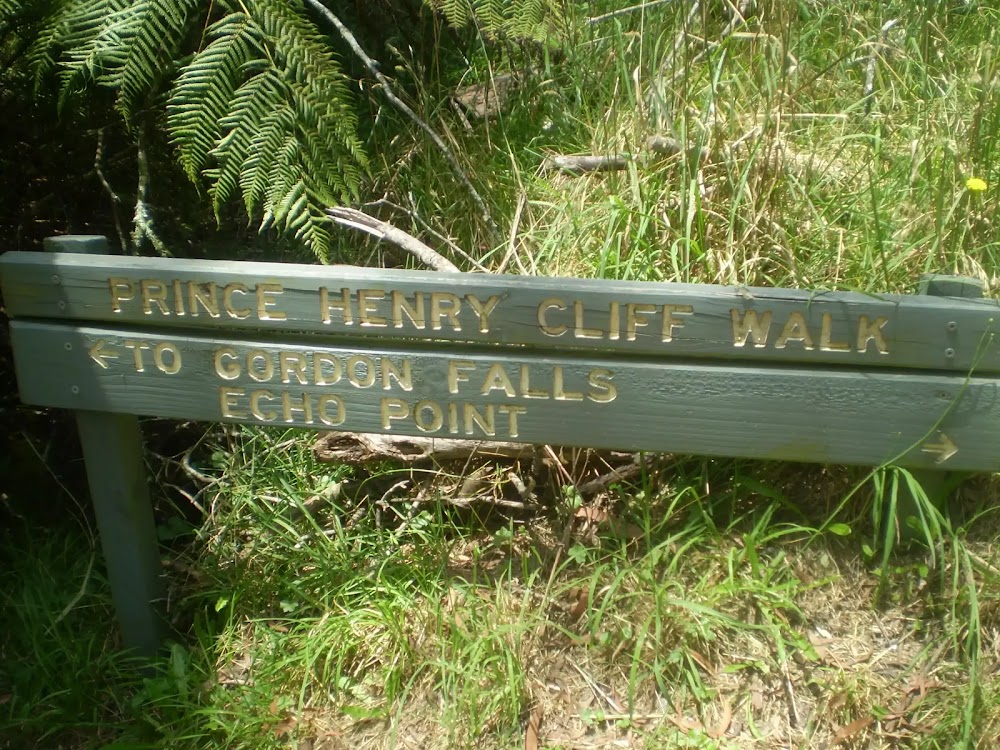 PRINCE HENRY CLIFF WALK
← TO GORDON FALLS
ECHO POINT →